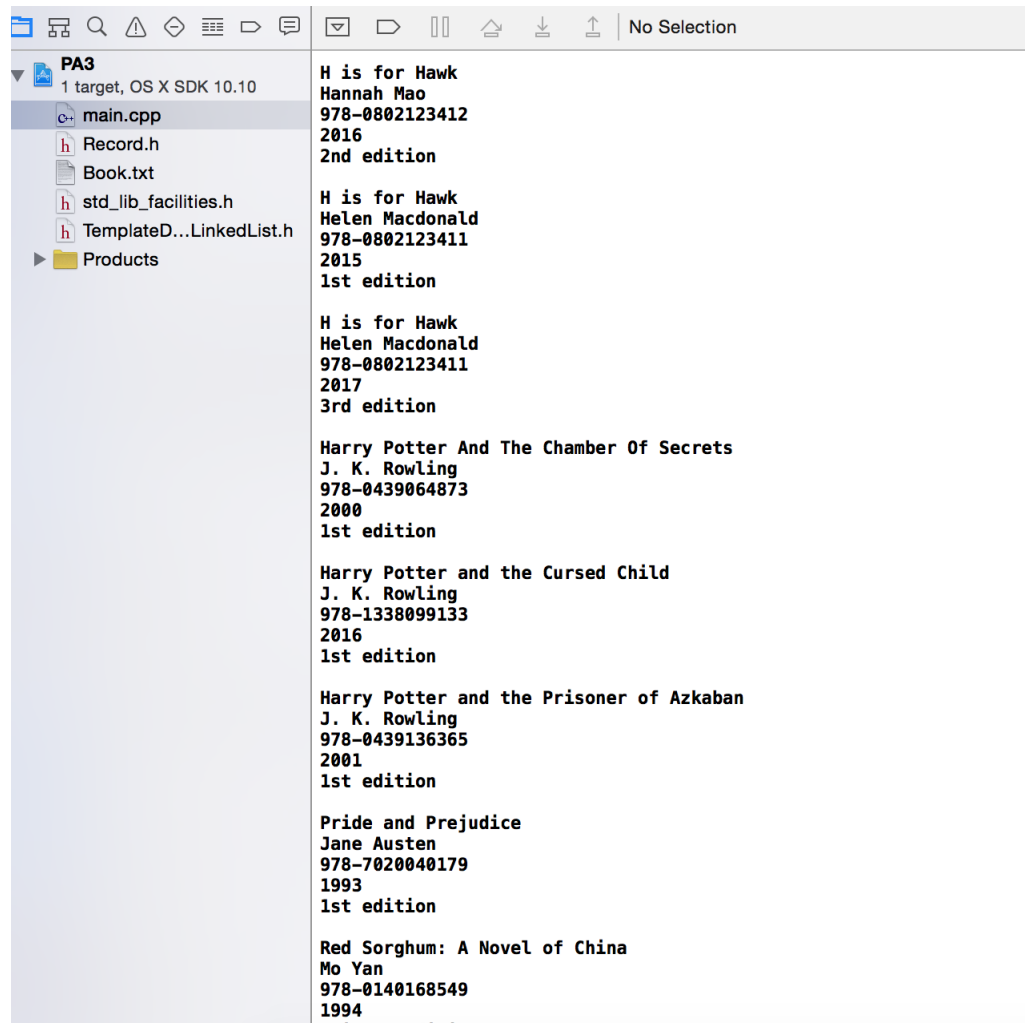 No Selection
PA3
1 target, OS X SDK 10.10
main.cpp
Record.h
Book.txt
std_lib_facilities.h
TemplateD...LinkedList.h
Products
H is for Hawk
Hannah Mao
978-0802123412
2016
2nd edition
H is for Hawk
Helen Macdonald
978-0802123411
2015
1st edition
H is for Hawk
Helen Macdonald
978-0802123411
2017
3rd edition
Harry Potter And The Chamber Of Secrets
J. K. Rowling
978-0439064873
2000
1st edition
Harry Potter and the Cursed Child
J. K. Rowling
978-1338099133
2016
1st edition
Harry Potter and the Prisoner of Azkaban
J. K. Rowling
978-0439136365
2001
1st edition
Pride and Prejudice
Jane Austen
978-7020040179
1993
1st edition
Red Sorghum: A Novel of China
Mo Yan
978-0140168549
1994